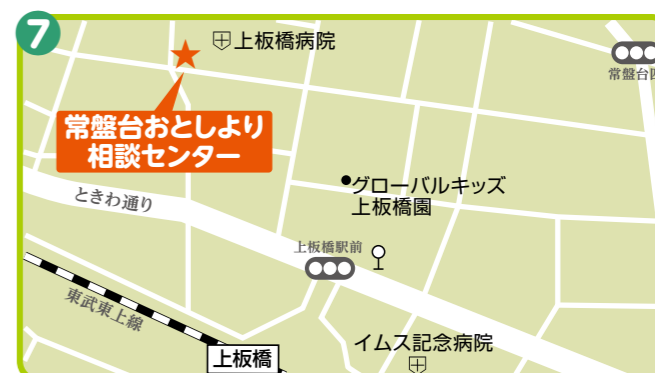 7
上板橋病院
常盤台四
常盤台おとしより
相談センター
グローバルキッズ
上板橋園
ときわ通り
上板橋駅前
東武東上線
上板橋
イムス記念病院